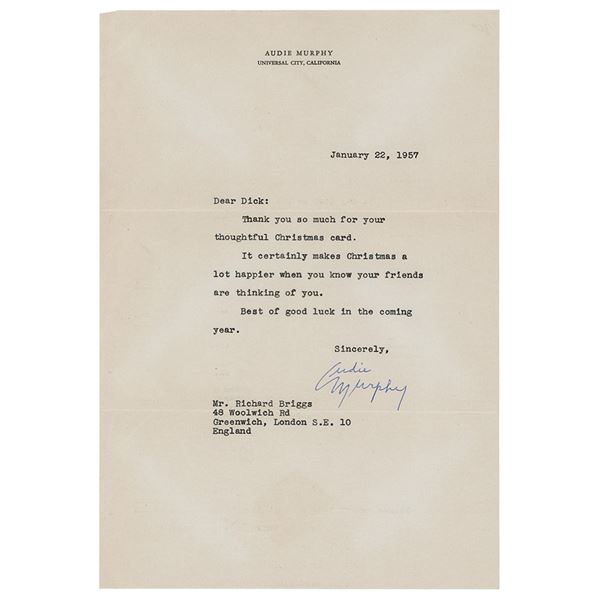 AUDIE MURPHY
UNIVERSAL CITY, CALIFORNIA
January 22, 1957
Dear Dick:
Thank you so much for your
thoughtful Christmas card.
It certainly makes Christmas a
lot happier when you know your friends
are thinking of you.
Best of good luck in the coming
year.
Sincerely,
Audie
Murphy
Mr. Richard Briggs
48 Woolwich Rd
Greenwich, London S.E. 10
England